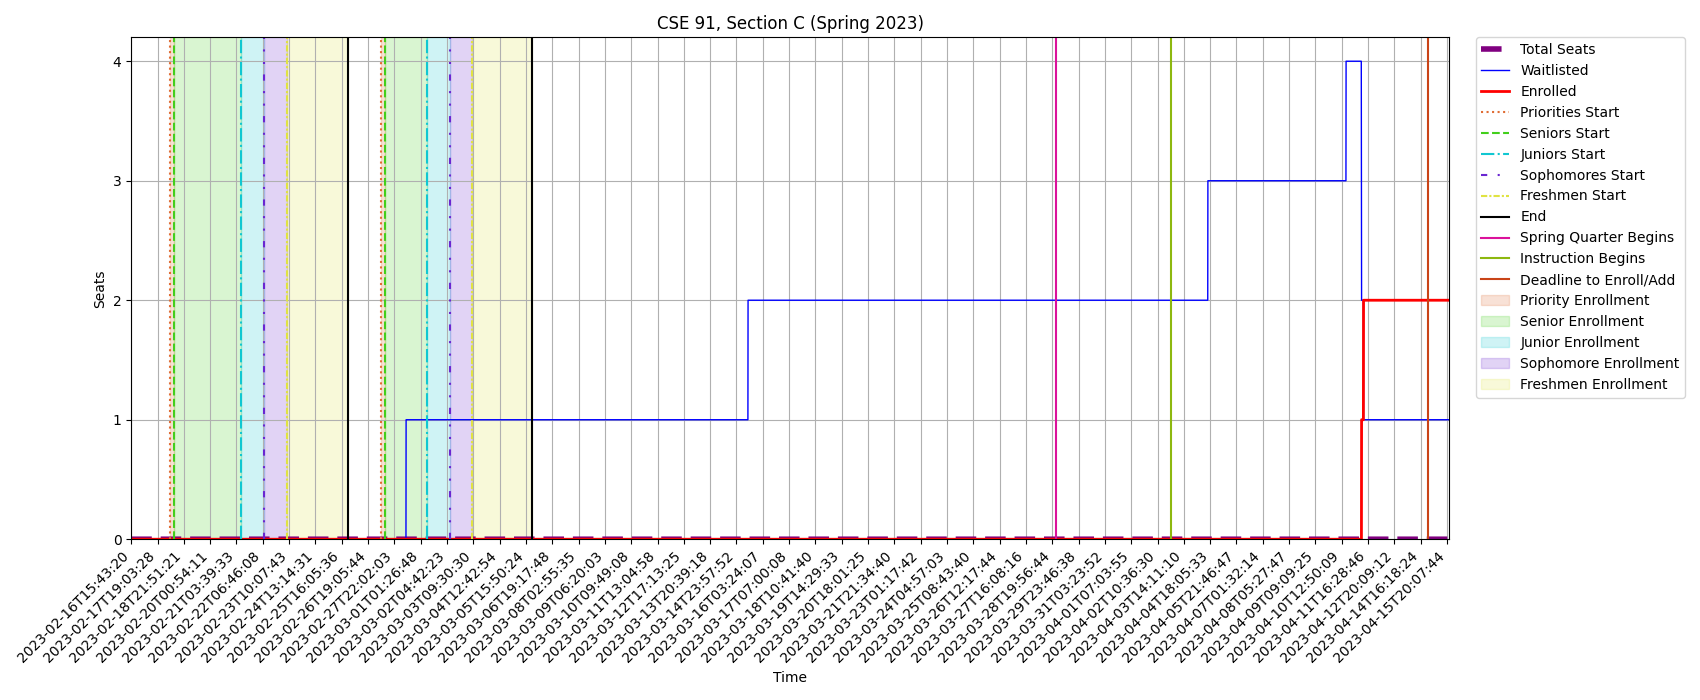 CSE 91, Section C (Spring 2023)
Seats
4
3
2
1
0
2023-02-16T15:43:20
2023-02-17T19:03:28
2023-02-18T21:51:21
2023-02-20T00:54:11
2023-02-21T03:39:33
2023-02-22T06:46:08
2023-02-23T10:07:43
2023-02-24T13:14:31
2023-02-25T16:05:36
2023-02-26T19:05:44
2023-02-27T22:02:03
2023-03-01T01:26:48
2023-03-02T04:42:23
2023-03-03T09:30:30
2023-03-04T12:42:54
2023-03-05T15:50:24
2023-03-06T19:17:48
2023-03-08T02:55:35
2023-03-09T06:20:03
2023-03-10T09:49:08
2023-03-11T13:04:58
2023-03-12T17:13:25
2023-03-13T20:39:18
2023-03-14T23:57:52
2023-03-16T03:24:07
2023-03-17T07:00:08
2023-03-18T10:41:40
2023-03-19T14:29:33
2023-03-20T18:01:25
2023-03-21T21:34:40
2023-03-23T01:17:42
2023-03-24T04:57:03
2023-03-25T08:43:40
2023-03-26T12:17:44
2023-03-27T16:08:16
2023-03-28T19:56:44
2023-03-29T23:46:38
2023-03-31T03:23:52
2023-04-01T07:03:55
2023-04-02T10:36:30
2023-04-03T14:11:10
2023-04-04T18:05:33
2023-04-05T21:46:47
2023-04-07T01:32:14
2023-04-08T05:27:47
2023-04-09T09:09:25
2023-04-10T12:50:09
2023-04-11T16:28:46
2023-04-12T20:09:12
2023-04-14T16:18:24
2023-04-15T20:07:44
Time
Total Seats
Waitlisted
Enrolled
Priorities Start
Seniors Start
Juniors Start
Sophomores Start
Freshmen Start
End
Spring Quarter Begins
Instruction Begins
Deadline to Enroll/Add
Priority Enrollment
Senior Enrollment
Junior Enrollment
Sophomore Enrollment
Freshmen Enrollment